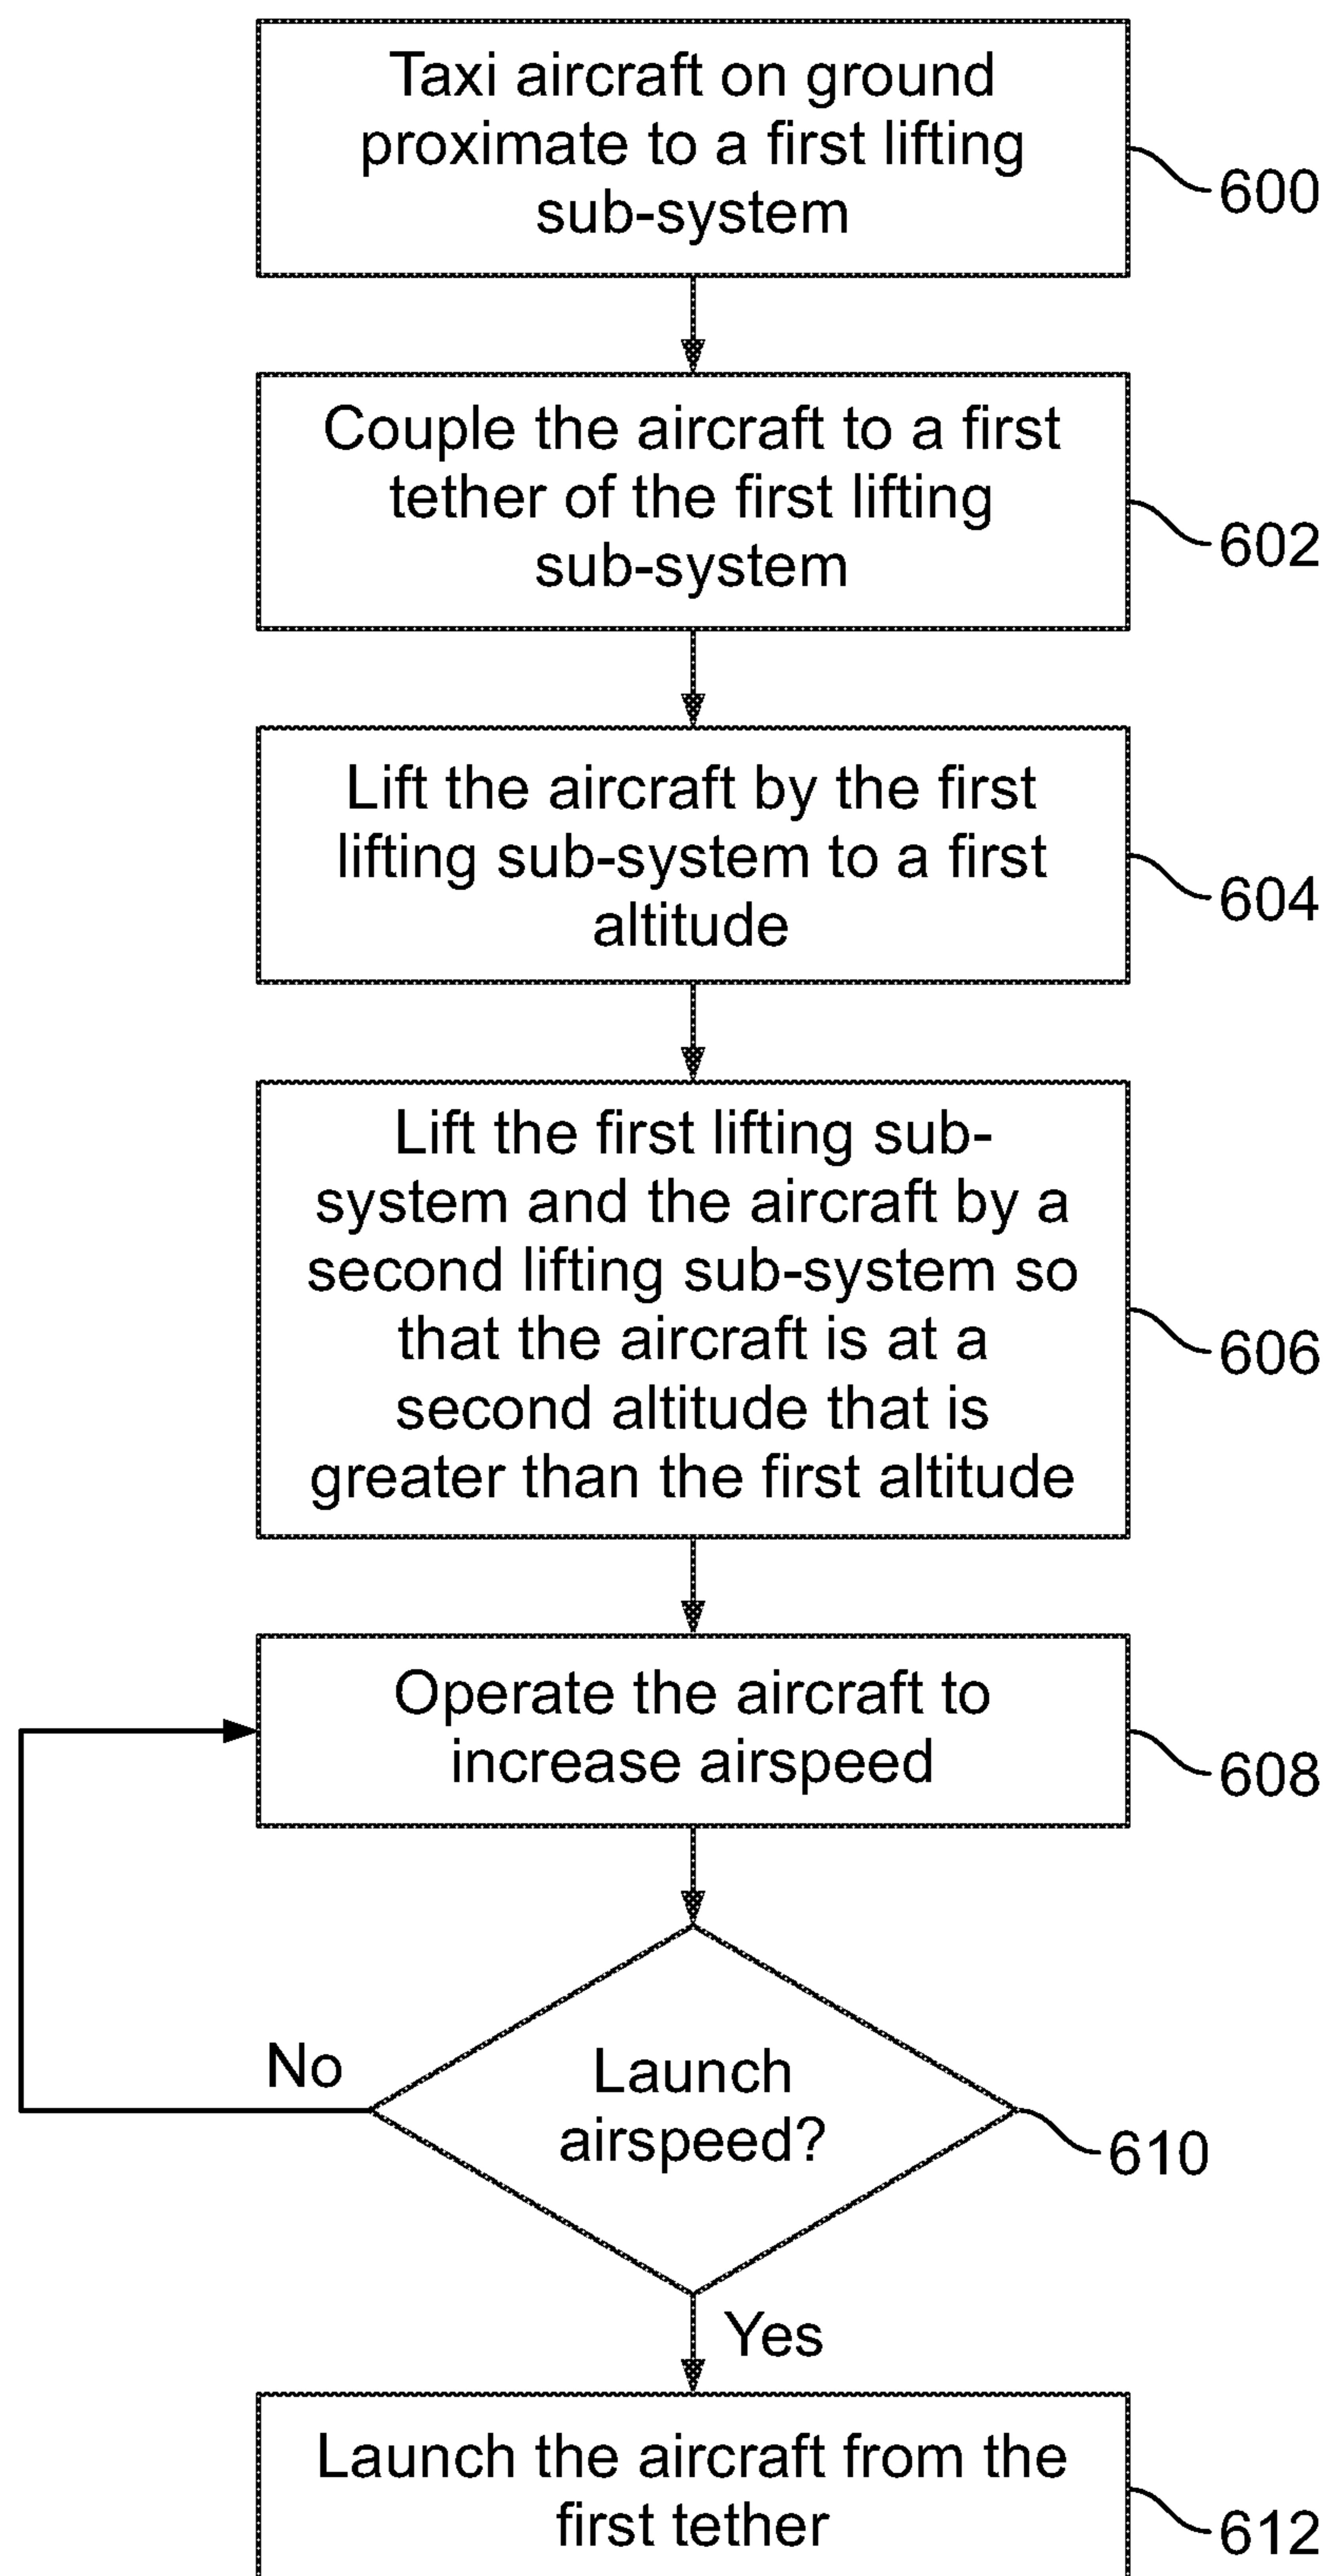 Taxi aircraft on ground
proximate to a first lifting
sub-system
600
Couple the aircraft to a first
tether of the first lifting
sub-system
602
Lift the aircraft by the first
lifting sub-system to a first
altitude
604
Lift the first lifting sub-
system and the aircraft by a
second lifting sub-system so
that the aircraft is at a
second altitude that is
greater than the first altitude
606
Operate the aircraft to
increase airspeed
608
No
Launch
airspeed?
610
Yes
Launch the aircraft from the
first tether
612